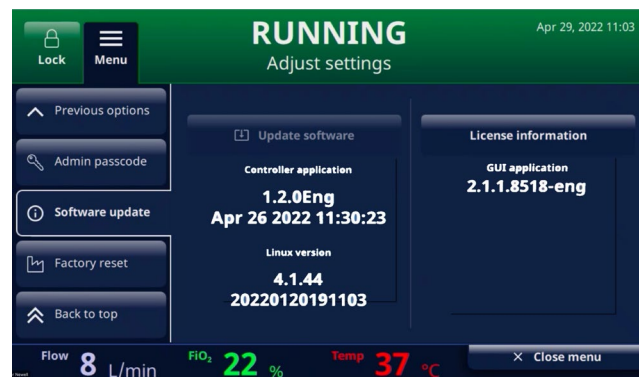 Lock
Menu
RUNNING
Adjust settings
Apr 29, 2022 11:03
Previous options
Admin passcode
Software update
Factory reset
Back to top
Update software
Controller application
1.2.0Eng
Apr 26 2022 11:30:23
Linux version
4.1.44
20220120191103
License information
GUI application
2.1.1.8518-eng
Flow 8 L/min
FiO₂ 22 %
Temp 37 °C
× Close menu